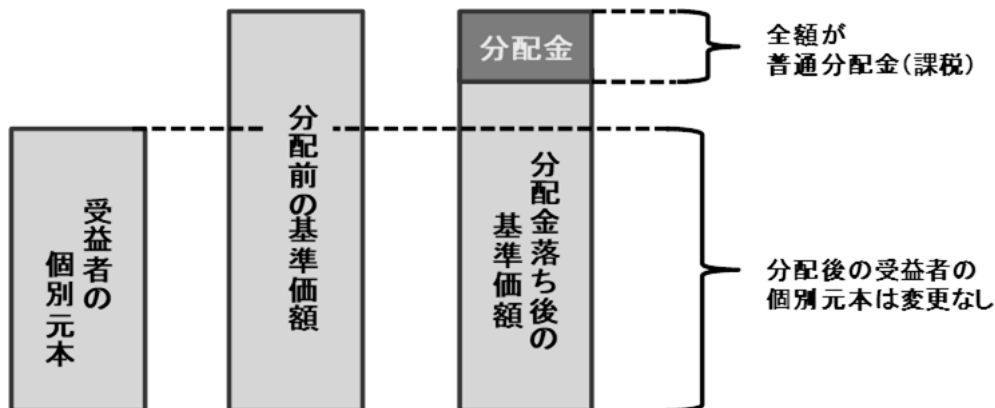 受益者の
個別元本
分配前の基準価額
分配金
分配金落ち後の
基準価額
全額が
普通分配金(課税)
分配後の受益者の
個別元本は変更なし